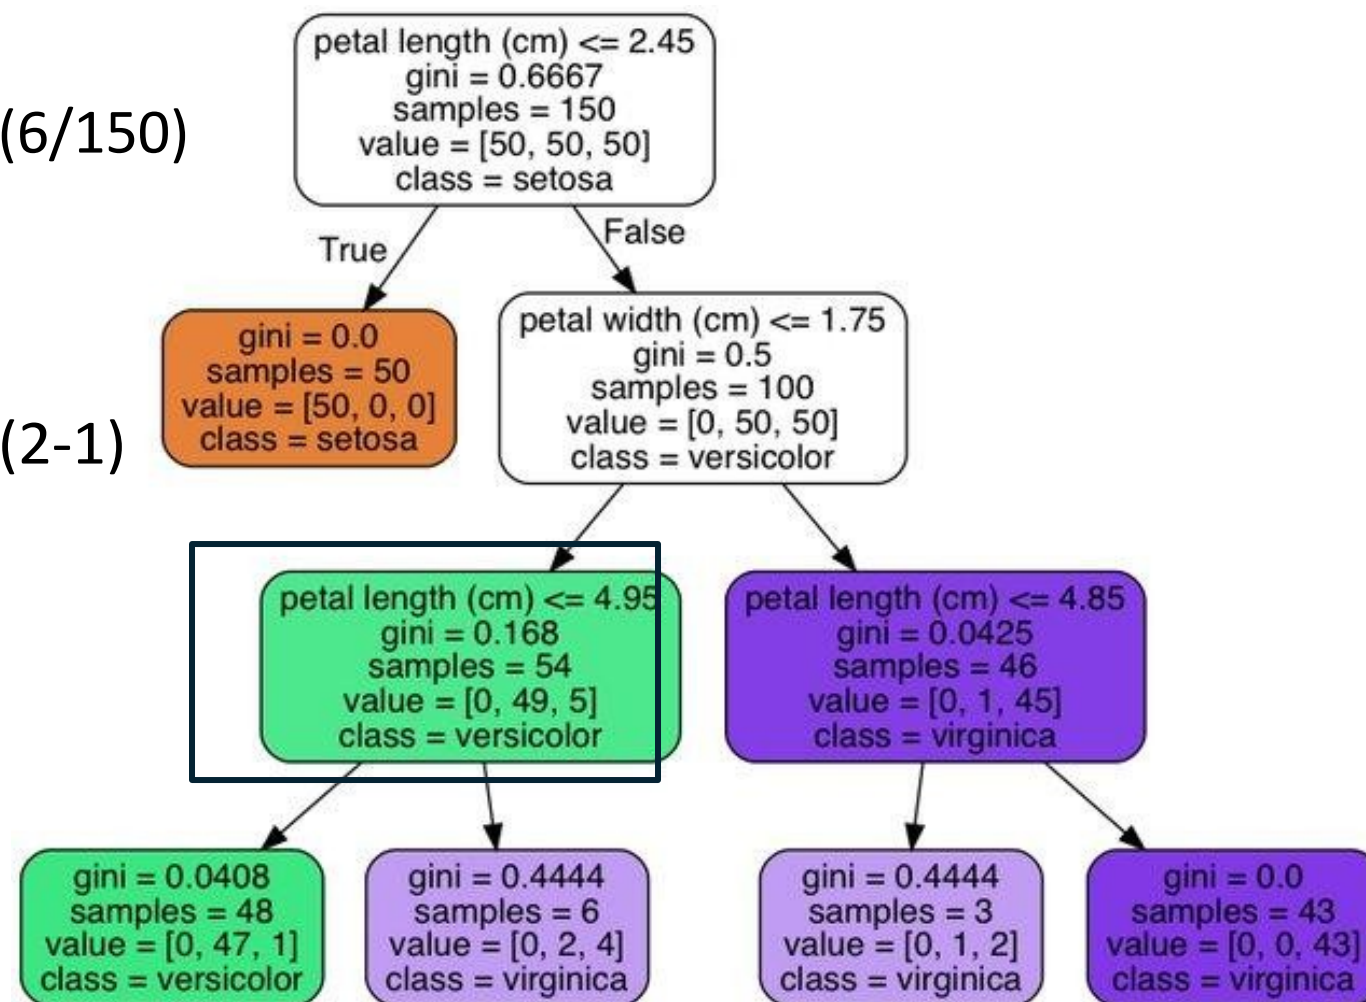 petal length (cm) <= 2.45
gini = 0.6667
samples = 150
value = [50, 50, 50]
class = setosa
(6/150)
True
False
gini = 0.0
samples = 50
value = [50, 0, 0]
class = setosa
petal width (cm) <= 1.75
gini = 0.5
samples = 100
value = [0, 50, 50]
class = versicolor
(2-1)
petal length (cm) <= 4.95
gini = 0.168
samples = 54
value = [0, 49, 5]
class = versicolor
petal length (cm) <= 4.85
gini = 0.0425
samples = 46
value = [0, 1, 45]
class = virginica
gini = 0.0408
samples = 48
value = [0, 47, 1]
class = versicolor
gini = 0.4444
samples = 6
value = [0, 2, 4]
class = virginica
gini = 0.4444
samples = 3
value = [0, 1, 2]
class = virginica
gini = 0.0
samples = 43
value = [0, 0, 43]
class = virginica